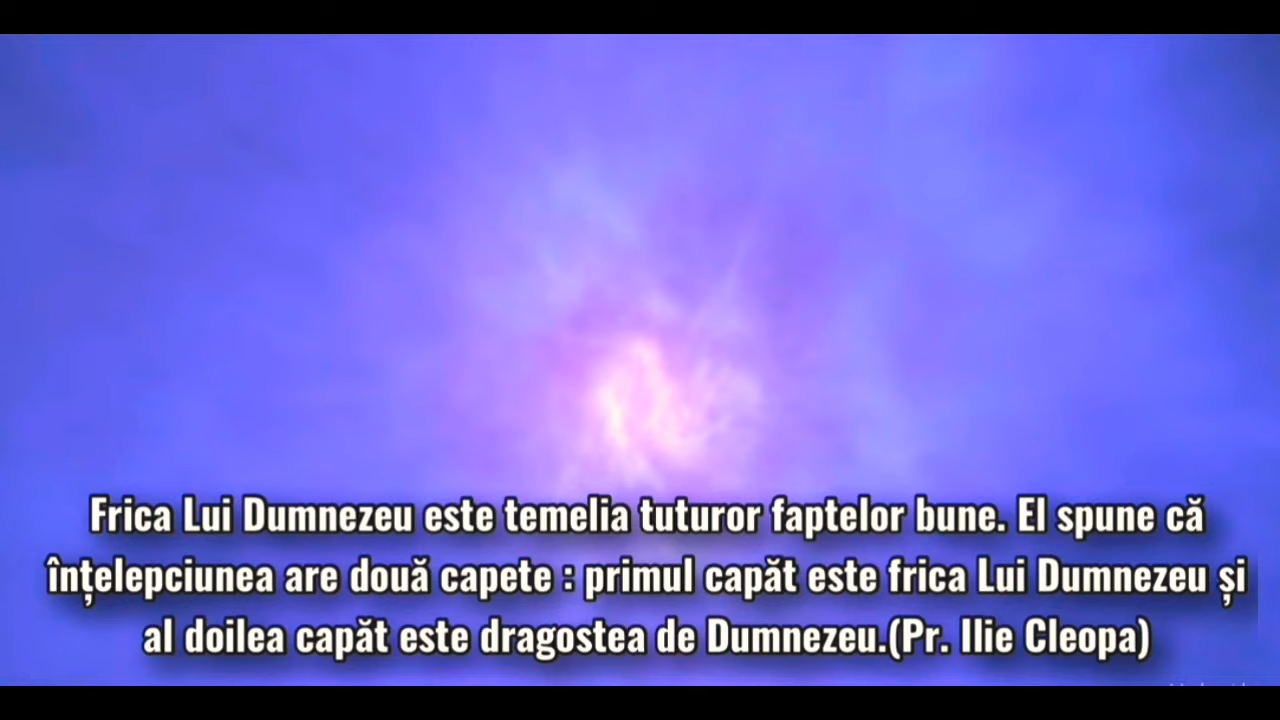 Frica Lui Dumnezeu este temelia tuturor faptelor bune. El spune că
înțelepciunea are două capete : primul capăt este frica Lui Dumnezeu și
al doilea capăt este dragostea de Dumnezeu.(Pr. Ilie Cleopa)